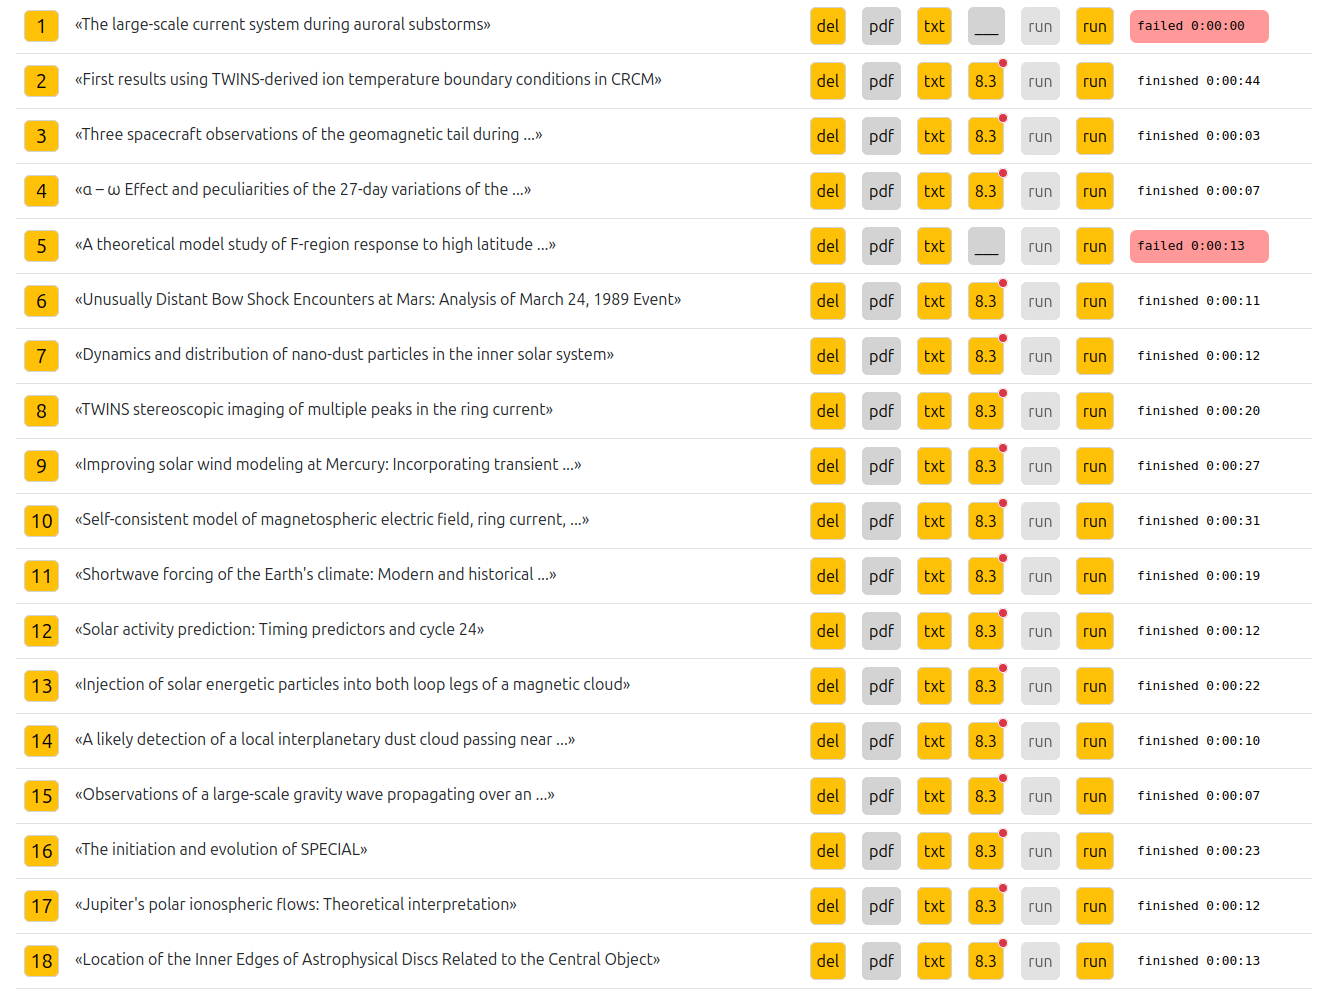 1 «The large-scale current system during auroral substorms» del pdf txt ___ run run failed 0:00:00
2 «First results using TWINS-derived ion temperature boundary conditions in CRCM» del pdf txt 8.3 run run finished 0:00:44
3 «Three spacecraft observations of the geomagnetic tail during ...» del pdf txt 8.3 run run finished 0:00:03
4 «α – ω Effect and peculiarities of the 27-day variations of the ...» del pdf txt 8.3 run run finished 0:00:07
5 «A theoretical model study of F-region response to high latitude ...» del pdf txt ___ run run failed 0:00:13
6 «Unusually Distant Bow Shock Encounters at Mars: Analysis of March 24, 1989 Event» del pdf txt 8.3 run run finished 0:00:11
7 «Dynamics and distribution of nano-dust particles in the inner solar system» del pdf txt 8.3 run run finished 0:00:12
8 «TWINS stereoscopic imaging of multiple peaks in the ring current» del pdf txt 8.3 run run finished 0:00:20
9 «Improving solar wind modeling at Mercury: Incorporating transient ...» del pdf txt 8.3 run run finished 0:00:27
10 «Self-consistent model of magnetospheric electric field, ring current, ...» del pdf txt 8.3 run run finished 0:00:31
11 «Shortwave forcing of the Earth's climate: Modern and historical ...» del pdf txt 8.3 run run finished 0:00:19
12 «Solar activity prediction: Timing predictors and cycle 24» del pdf txt 8.3 run run finished 0:00:12
13 «Injection of solar energetic particles into both loop legs of a magnetic cloud» del pdf txt 8.3 run run finished 0:00:22
14 «A likely detection of a local interplanetary dust cloud passing near ...» del pdf txt 8.3 run run finished 0:00:10
15 «Observations of a large-scale gravity wave propagating over an ...» del pdf txt 8.3 run run finished 0:00:07
16 «The initiation and evolution of SPECIAL» del pdf txt 8.3 run run finished 0:00:23
17 «Jupiter's polar ionospheric flows: Theoretical interpretation» del pdf txt 8.3 run run finished 0:00:12
18 «Location of the Inner Edges of Astrophysical Discs Related to the Central Object» del pdf txt 8.3 run run finished 0:00:13